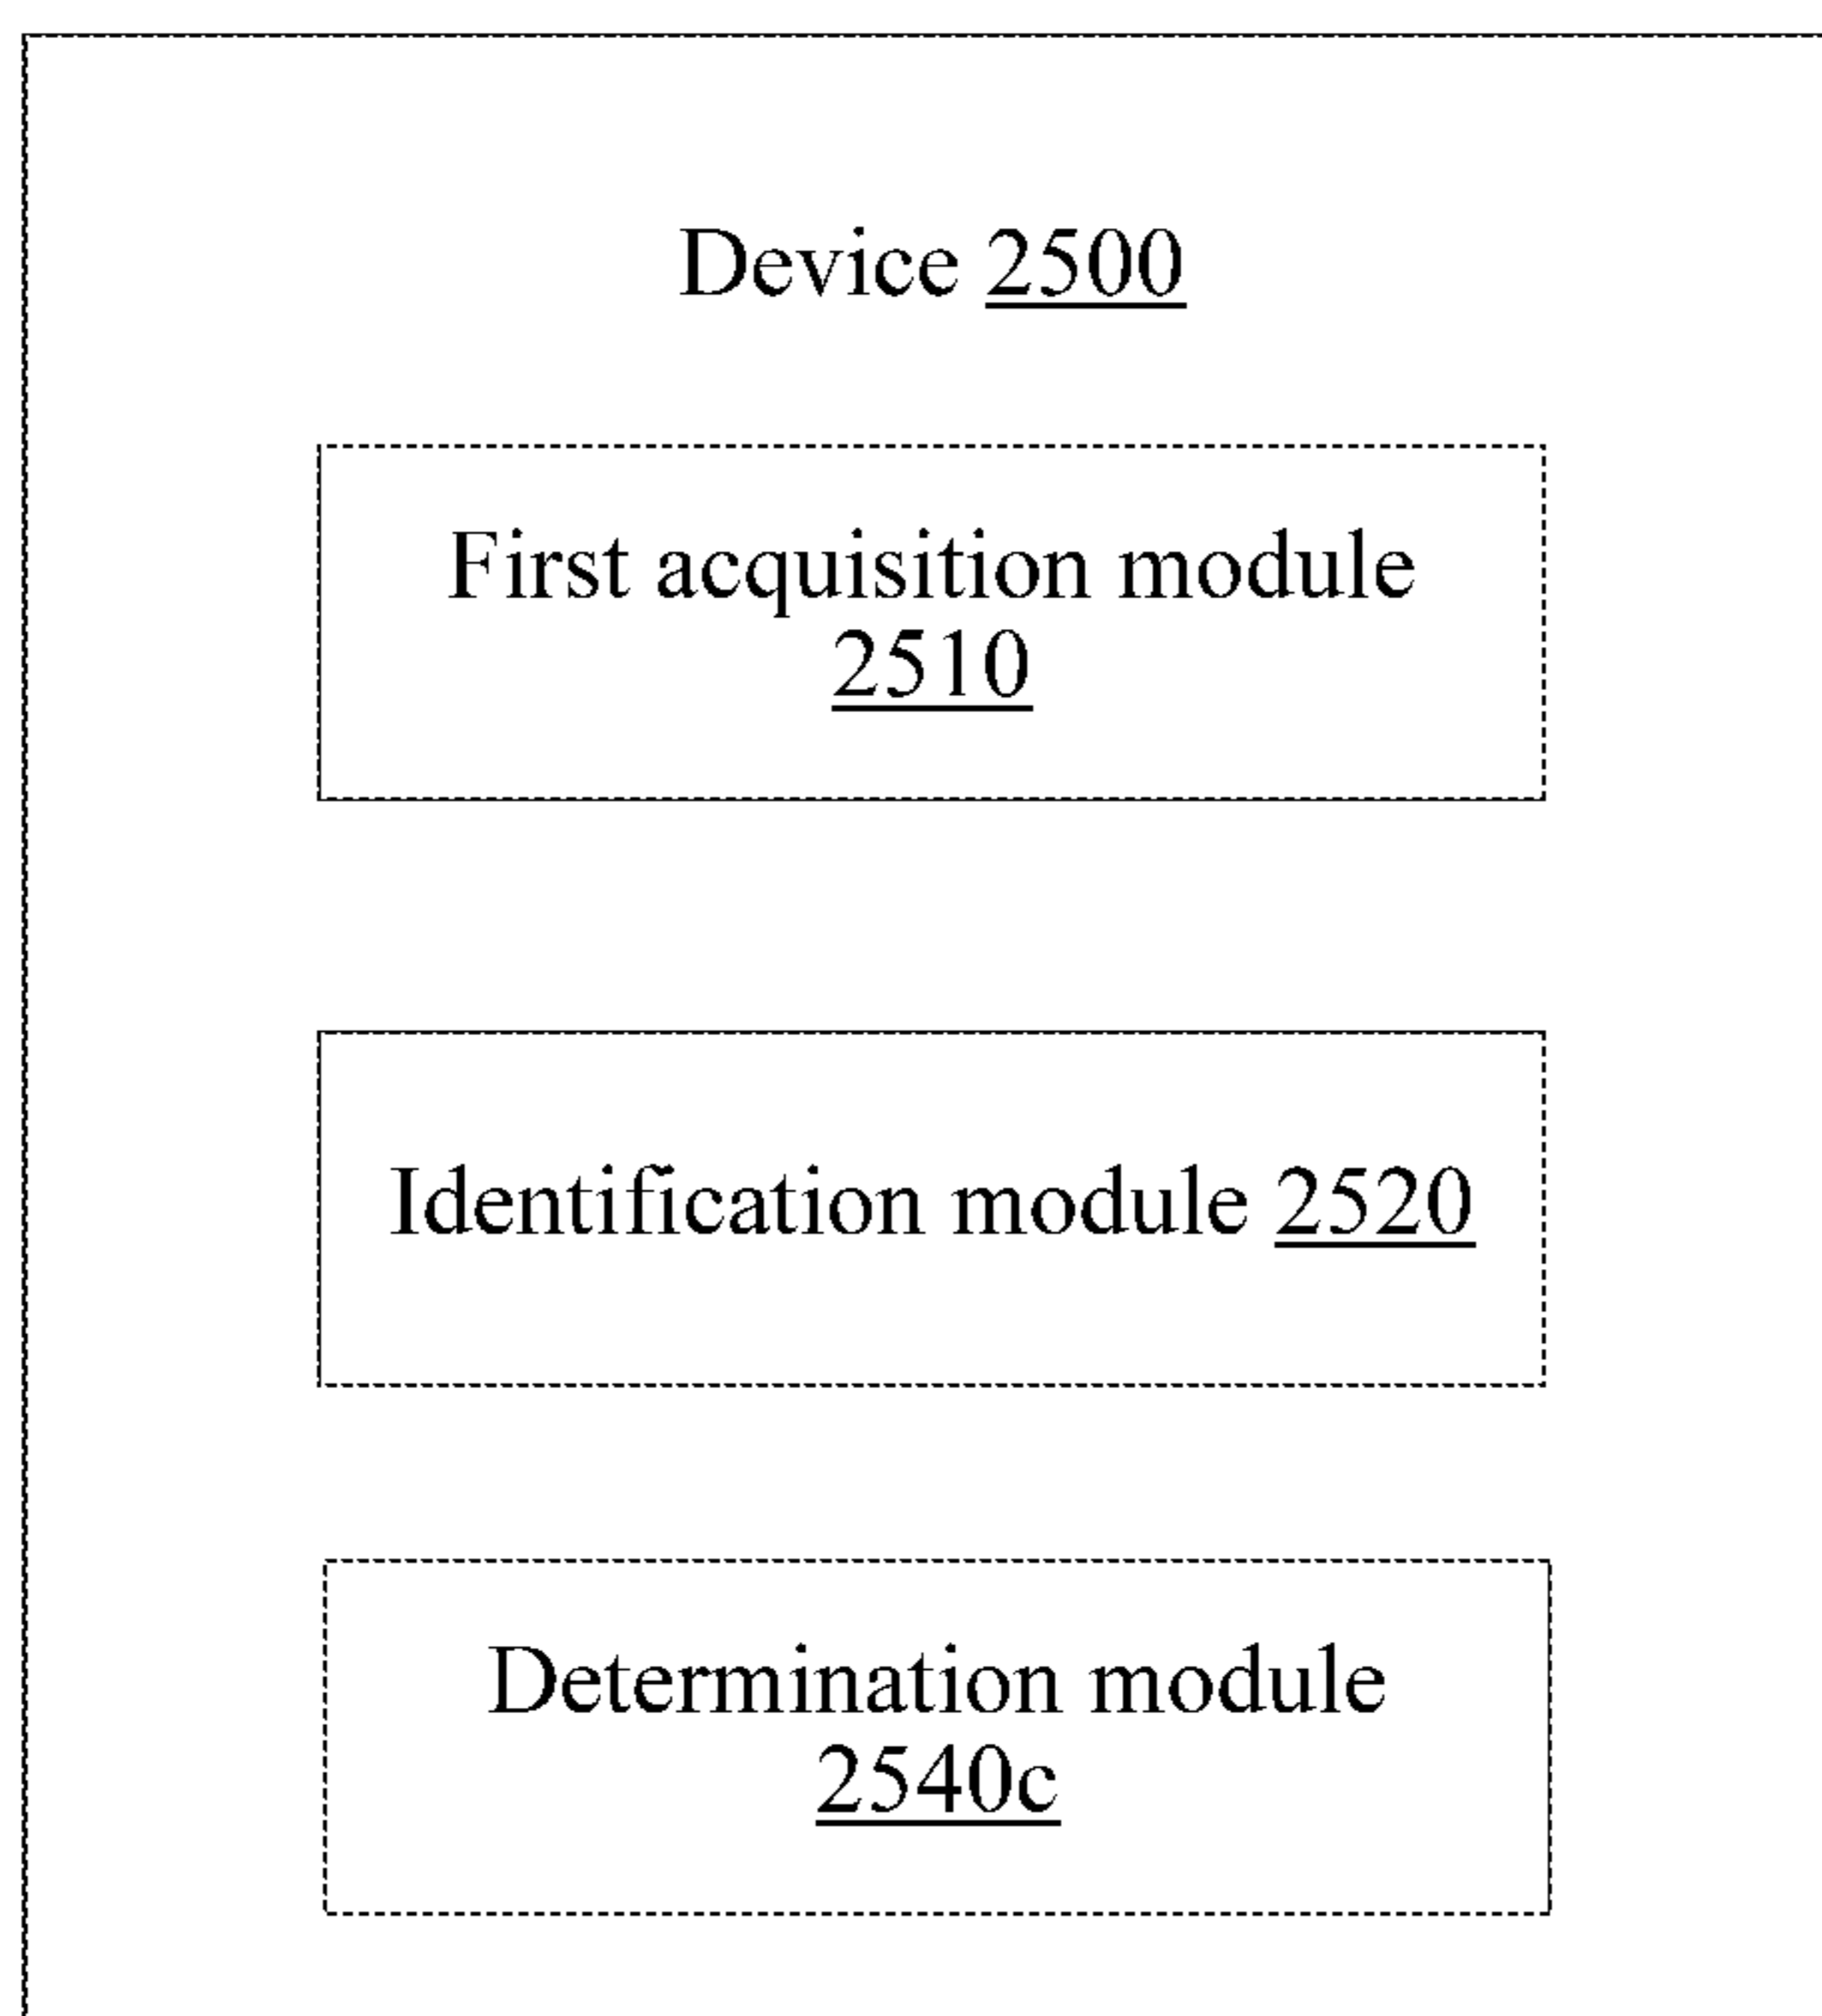 Device 2500
First acquisition module
2510
Identification module 2520
Determination module
2540c